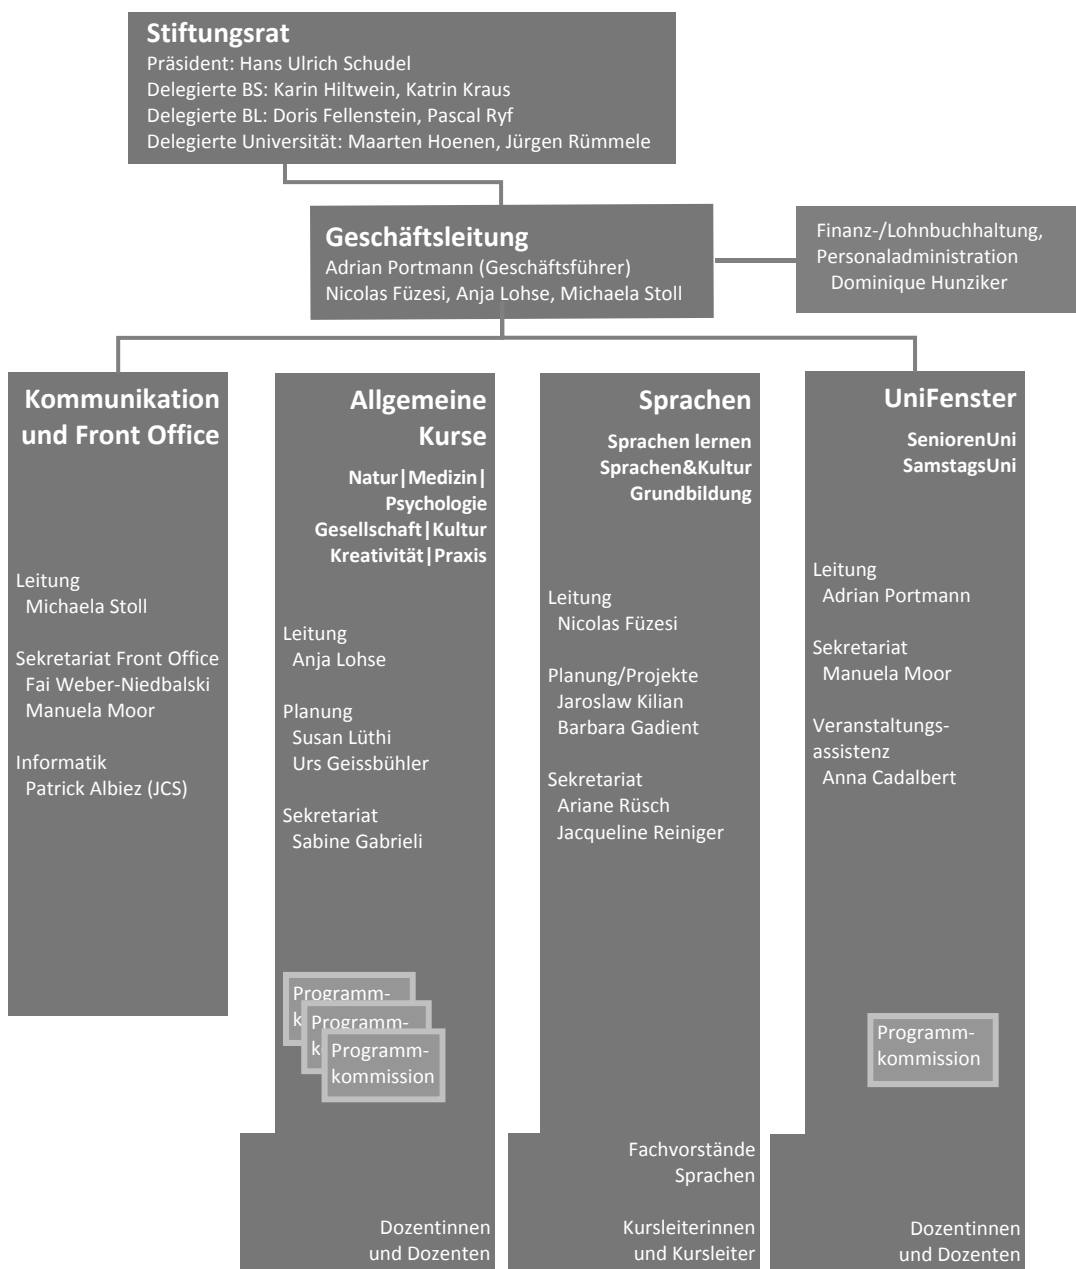 Stiftungsrat
Präsident: Hans Ulrich Schudel
Delegierte BS: Karin Hiltwein, Katrin Kraus
Delegierte BL: Doris Fellenstein, Pascal Ryf
Delegierte Universität: Maarten Hoenen, Jürgen Rümmele
Geschäftsleitung
Adrian Portmann (Geschäftsführer)
Nicolas Füzesi, Anja Lohse, Michaela Stoll
Finanz-/Lohnbuchhaltung,
Personaladministration
Dominique Hunziker
Kommunikation
und Front Office
Leitung
Michaela Stoll
Sekretariat Front Office
Fai Weber-Niedbalski
Manuela Moor
Informatik
Patrick Albiez (JCS)
Allgemeine
Kurse
Natur|Medizin|
Psychologie
Gesellschaft|Kultur
Kreativität|Praxis
Leitung
Anja Lohse
Planung
Susan Lüthi
Urs Geissbühler
Sekretariat
Sabine Gabrieli
Programm-
k
Programm-
k
Programm-
kommission
Dozentinnen
und Dozenten
Sprachen
Sprachen lernen
Sprachen&Kultur
Grundbildung
Leitung
Nicolas Füzesi
Planung/Projekte
Jaroslaw Kilian
Barbara Gadient
Sekretariat
Ariane Rüsch
Jacqueline Reiniger
Fachvorstände
Sprachen
Kursleiterinnen
und Kursleiter
UniFenster
SeniorenUni
SamstagsUni
Leitung
Adrian Portmann
Sekretariat
Manuela Moor
Veranstaltungs-
assistenz
Anna Cadalbert
Programm-
kommission
Dozentinnen
und Dozenten